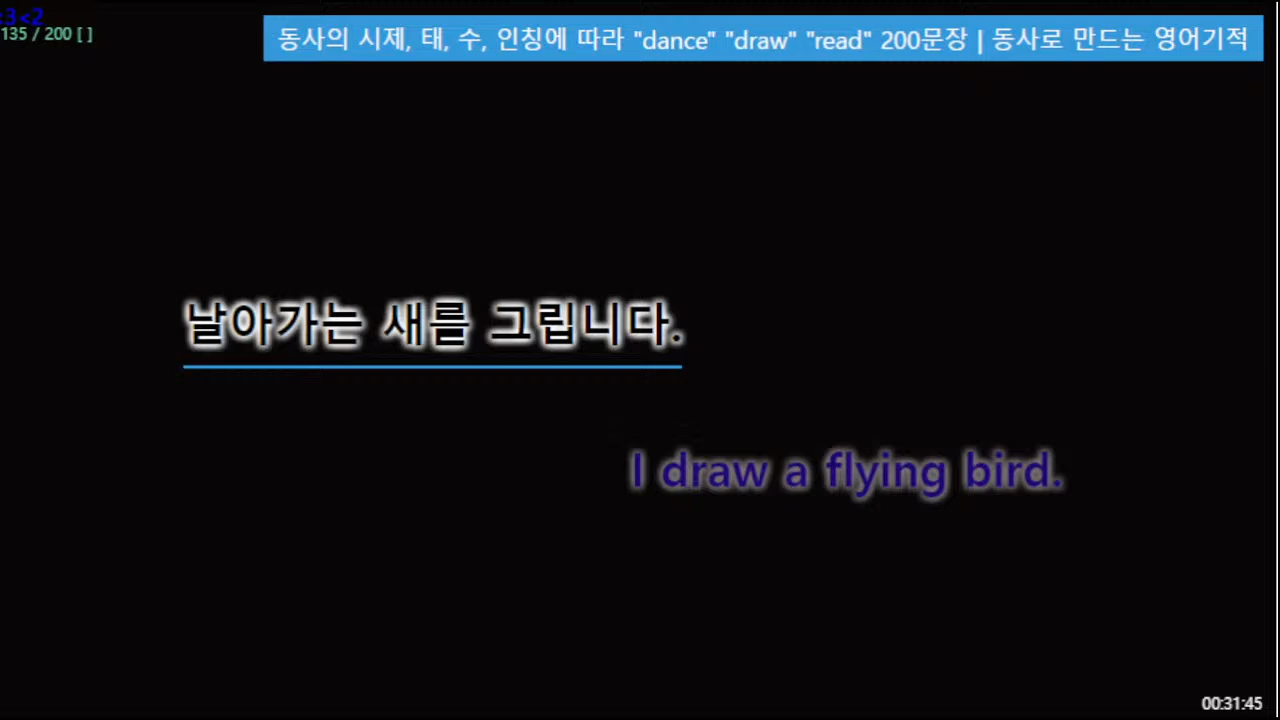 :3<2
135 / 200 [ ]
동사의 시제, 태, 수, 인칭에 따라 "dance" "draw" "read" 200문장 | 동사로 만드는 영어기적
날아가는 새를 그립니다.
I draw a flying bird.
00:31:45